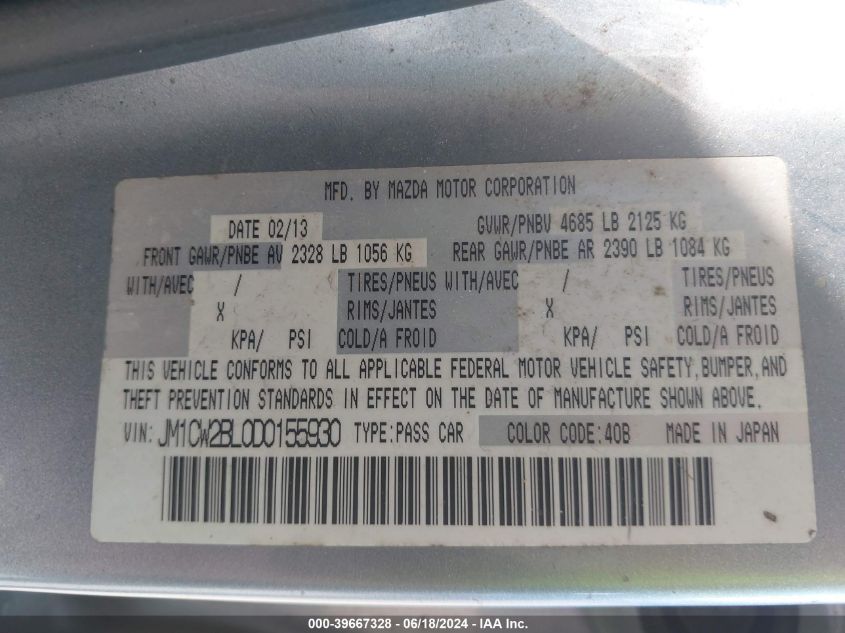 MFD. BY MAZDA MOTOR CORPORATION
DATE 02/13 GVWR/PNBV 4685 LB 2125 KG
FRONT GAWR/PNBE AV 2328 LB 1056 KG REAR GAWR/PNBE AR 2390 LB 1084 KG
WITH/AVEC / TIRES/PNEUS WITH/AVEC / TIRES/PNEUS
X RIMS/JANTES X RIMS/JANTES
KPA/ PSI COLD/A FROID KPA/ PSI COLD/A FROID
THIS VEHICLE CONFORMS TO ALL APPLICABLE FEDERAL MOTOR VEHICLE SAFETY, BUMPER, AND
THEFT PREVENTION STANDARDS IN EFFECT ON THE DATE OF MANUFACTURE SHOWN ABOVE.
VIN: JM1CW2BL0D0155930 TYPE: PASS CAR COLOR CODE: 40B MADE IN JAPAN
000-39667328 - 06/18/2024 - IAA Inc.